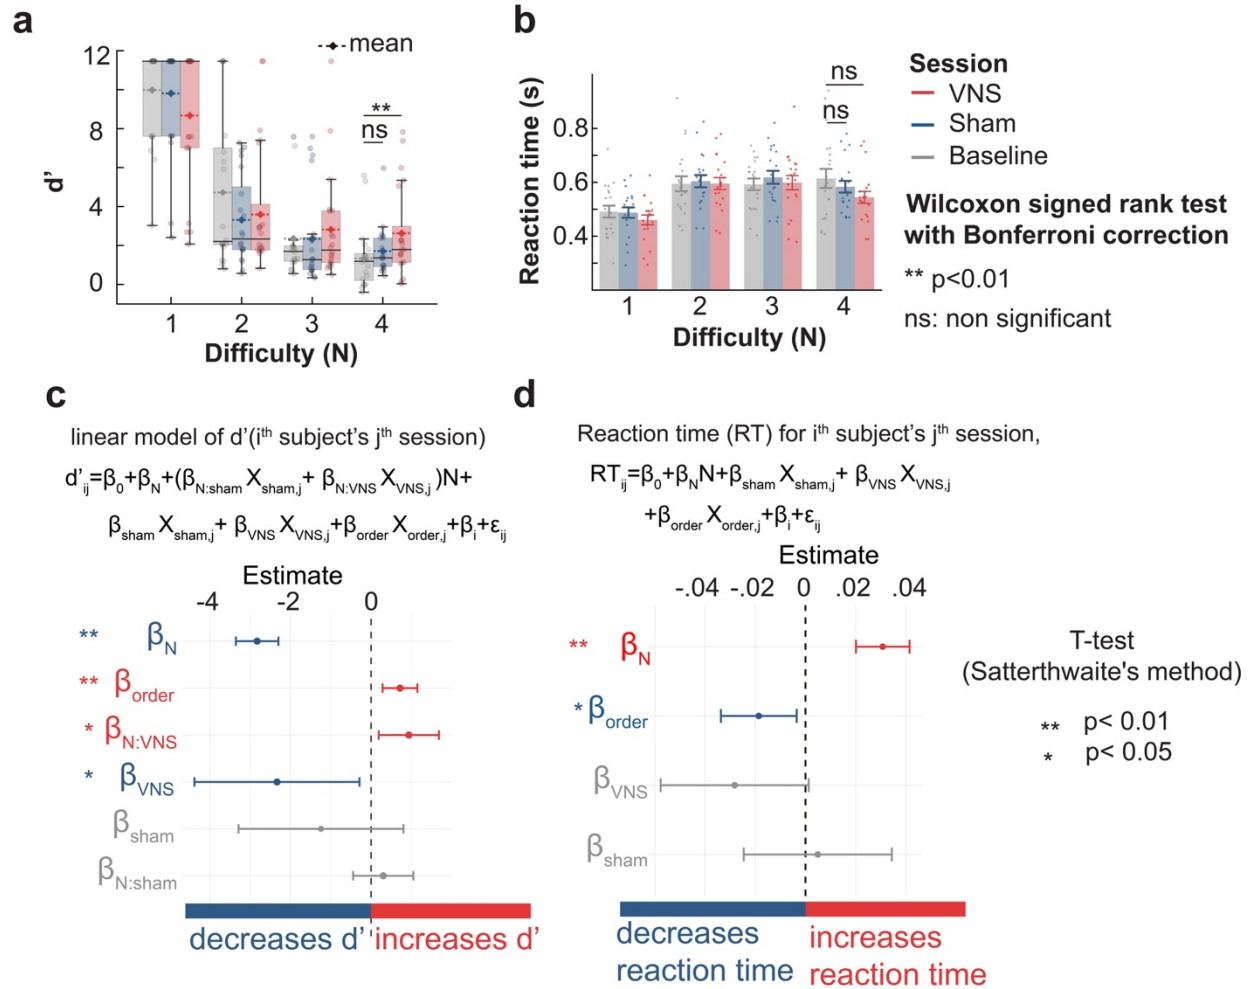 a
mean
12
8
4
0
d’
**
ns
1 2 3 4
Difficulty (N)
b
Reaction time (s)
0.8
0.6
0.4
ns
ns
1 2 3 4
Difficulty (N)
Session
VNS
Sham
Baseline
Wilcoxon signed rank test
with Bonferroni correction
** p<0.01
ns: non significant
c
linear model of d’(iᵗʰ subject’s jᵗʰ session)
d’ij=β0+βN+(βN:sham Xsham,j+ βN:VNS XVNS,j )N+
βsham Xsham,j+ βVNS XVNS,j+βorder Xorder,j+βi+εij
Estimate
-4 -2 0
** βN
** βorder
* βN:VNS
* βVNS
βsham
βN:sham
decreases d’ increases d’
d
Reaction time (RT) for iᵗʰ subject’s jᵗʰ session,
RTij=β0+βNN+βsham Xsham,j+ βVNS XVNS,j
+βorder Xorder,j+βi+εij
Estimate
-.04 -.02 0 .02 .04
** βN
* βorder
βVNS
βsham
decreases
reaction time
increases
reaction time
T-test
(Satterthwaite's method)
** p< 0.01
* p< 0.05